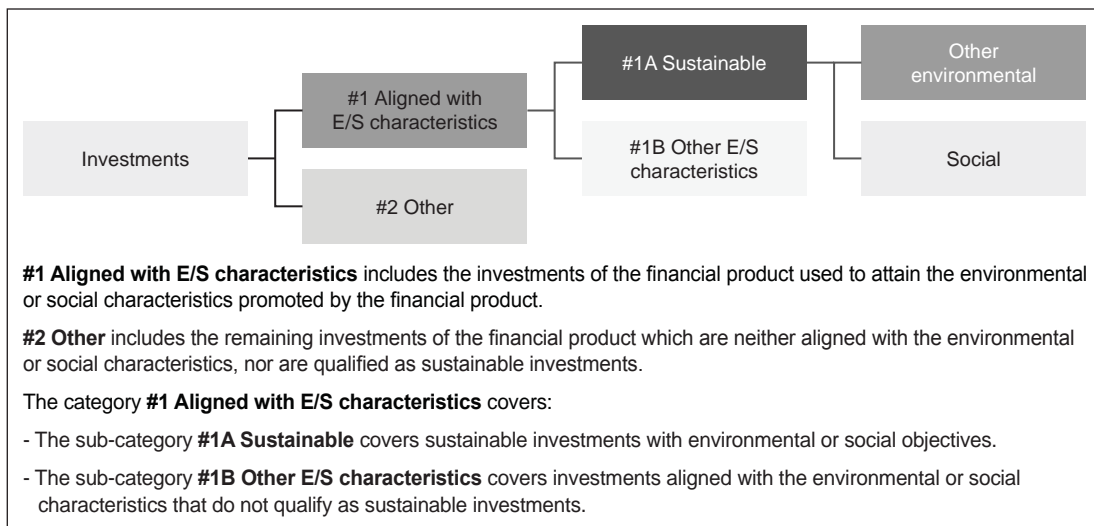 #1A Sustainable
Other
environmental
#1 Aligned with
E/S characteristics
Investments
#1B Other E/S
characteristics
Social
#2 Other
#1 Aligned with E/S characteristics includes the investments of the financial product used to attain the environmental
or social characteristics promoted by the financial product.
#2 Other includes the remaining investments of the financial product which are neither aligned with the environmental
or social characteristics, nor are qualified as sustainable investments.
The category #1 Aligned with E/S characteristics covers:
- The sub-category #1A Sustainable covers sustainable investments with environmental or social objectives.
- The sub-category #1B Other E/S characteristics covers investments aligned with the environmental or social
characteristics that do not qualify as sustainable investments.